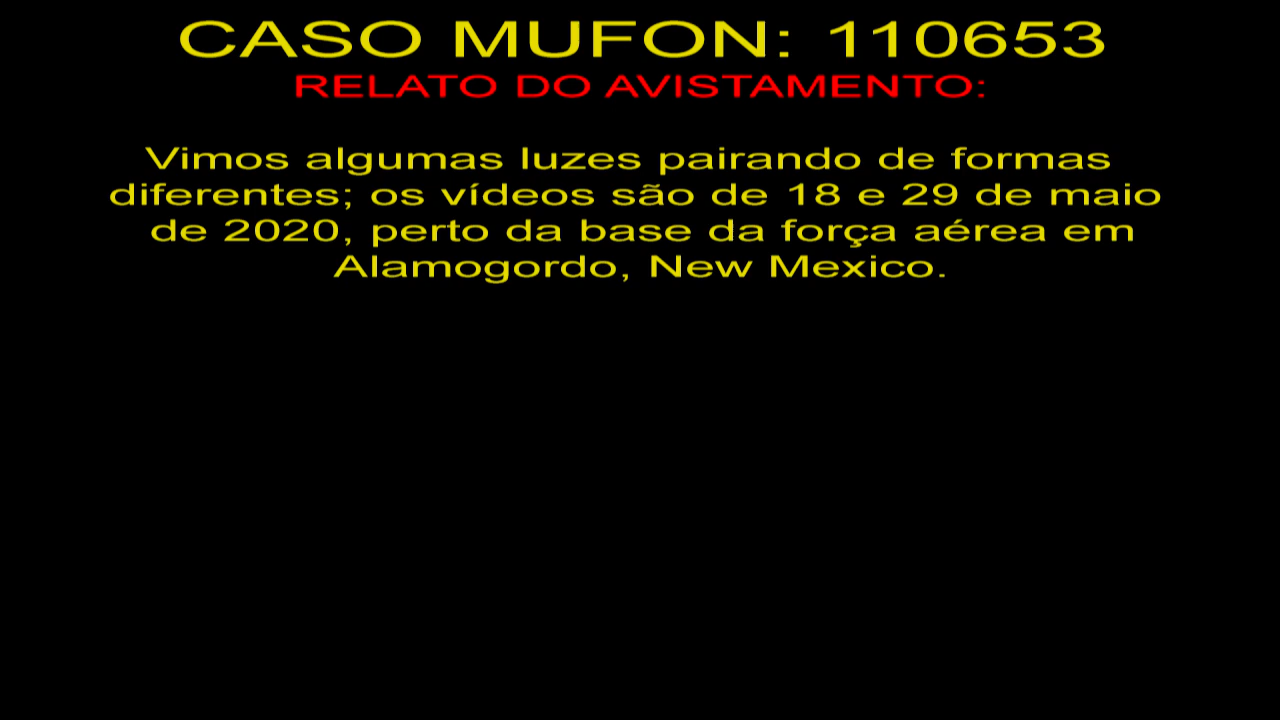 CASO MUFON: 110653
RELATO DO AVISTAMENTO:
Vimos algumas luzes pairando de formas
diferentes; os vídeos são de 18 e 29 de maio
de 2020, perto da base da força aérea em
Alamogordo, New Mexico.